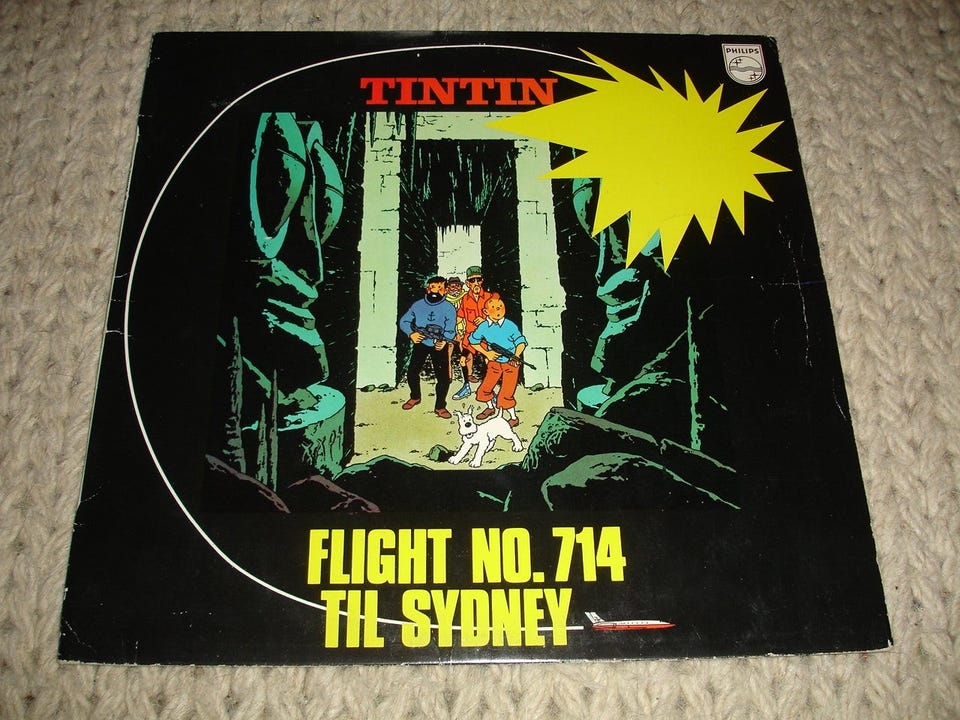 PHILIPS
TINTIN
FLIGHT NO. 714
TIL SYDNEY